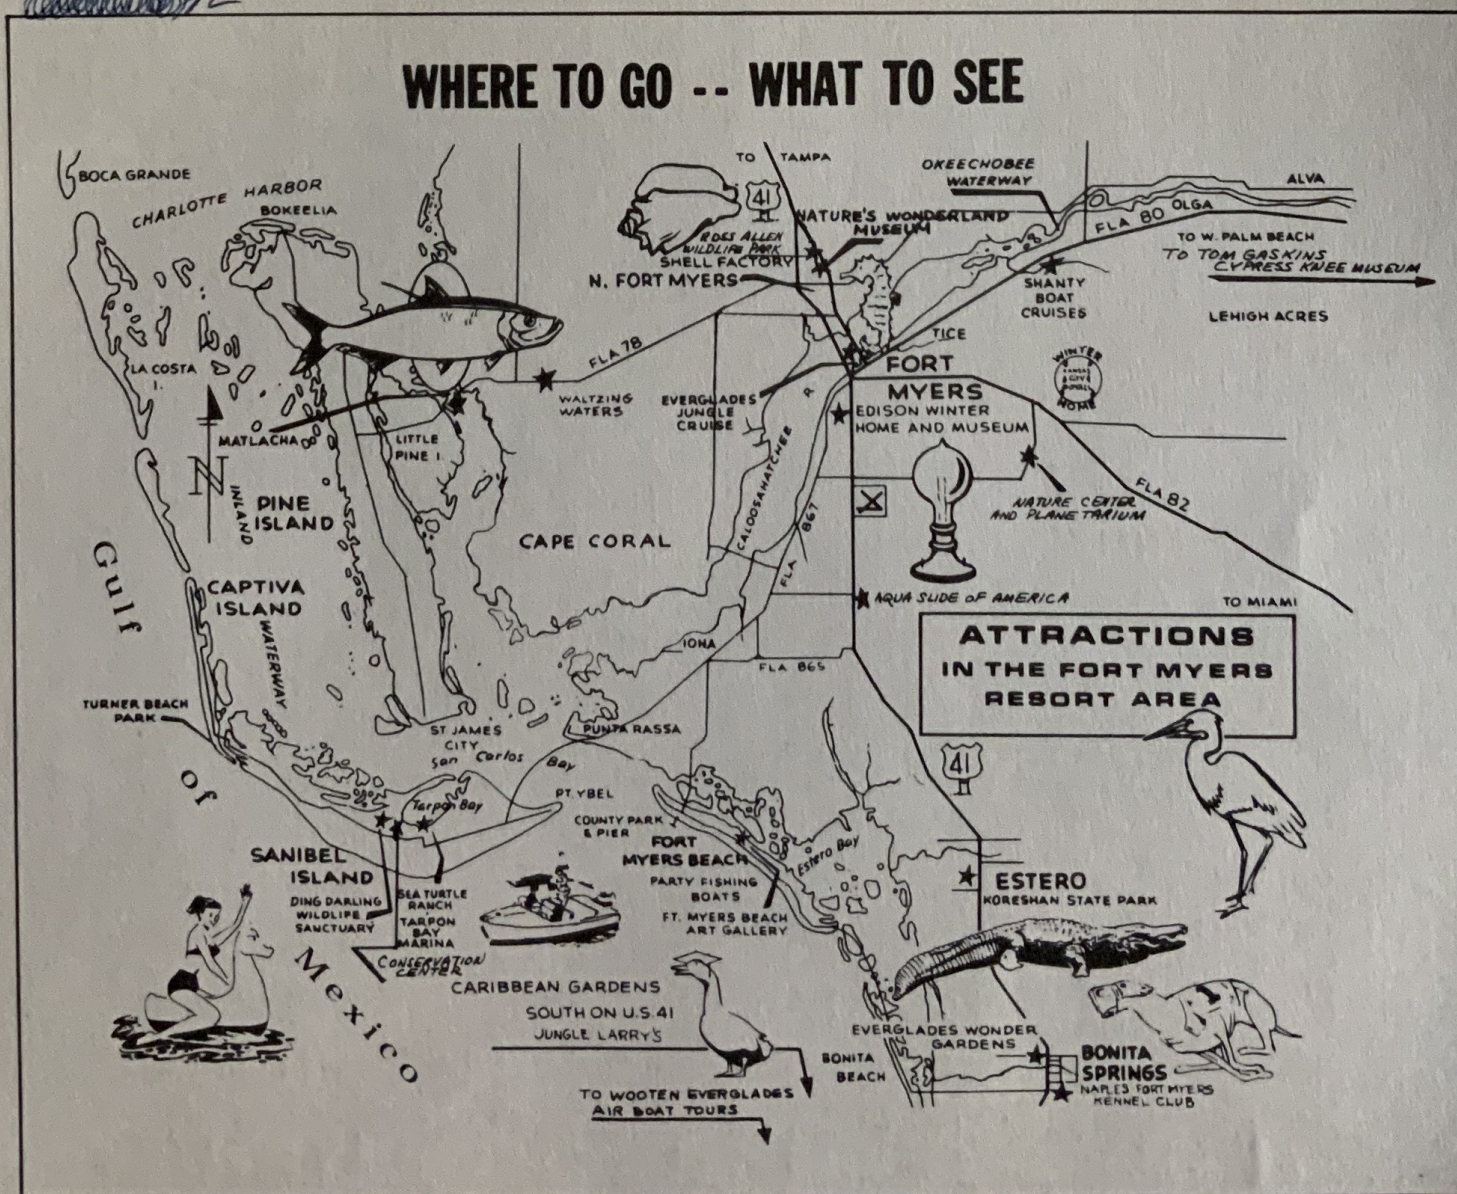 WHERE TO GO -- WHAT TO SEE
BOCA GRANDE
CHARLOTTE HARBOR
BOKEELIA
TO TAMPA
41
OKEECHOBEE
WATERWAY
ALVA
OLGA
FLA 80
NATURE'S WONDERLAND
MUSEUM
ROSS ALLEN
WILDLIFE PARK
SHELL FACTORY
N. FORT MYERS
TO W. PALM BEACH
TO TOM GASKINS
CYPRESS KNEE MUSEUM
SHANTY
BOAT
CRUISES
LEHIGH ACRES
TICE
FLA 78
LA COSTA
I.
WALTZING
WATERS
EVERGLADES
JUNGLE
CRUISE
FORT
MYERS
WINTER
KANSAS
CITY
ROYALS
HOME
EDISON WINTER
HOME AND MUSEUM
MATLACHA
LITTLE
PINE I.
N
CALOOSAHATCHEE R
FLA 867
NATURE CENTER
AND PLANETARIUM
FLA 82
PINE
ISLAND
INLAND
WATERWAY
CAPE CORAL
Gulf
of
Mexico
CAPTIVA
ISLAND
AQUA SLIDE OF AMERICA
TO MIAMI
ATTRACTIONS
IN THE FORT MYERS
RESORT AREA
IONA
FLA 865
TURNER BEACH
PARK
ST JAMES
CITY
San Carlos Bay
PUNTA RASSA
41
Tarpon Bay
PT. YBEL
COUNTY PARK
& PIER
FORT
MYERS BEACH
Estero Bay
SANIBEL
ISLAND
PARTY FISHING
BOATS
FT. MYERS BEACH
ART GALLERY
ESTERO
KORESHAN STATE PARK
DING DARLING
WILDLIFE
SANCTUARY
SEA TURTLE
RANCH
TARPON
BAY
MARINA
CONSERVATION
CENTER
CARIBBEAN GARDENS
SOUTH ON U.S. 41
JUNGLE LARRY'S
EVERGLADES WONDER
GARDENS
BONITA
BEACH
BONITA
SPRINGS
NAPLES FORT MYERS
KENNEL CLUB
TO WOOTEN EVERGLADES
AIR BOAT TOURS